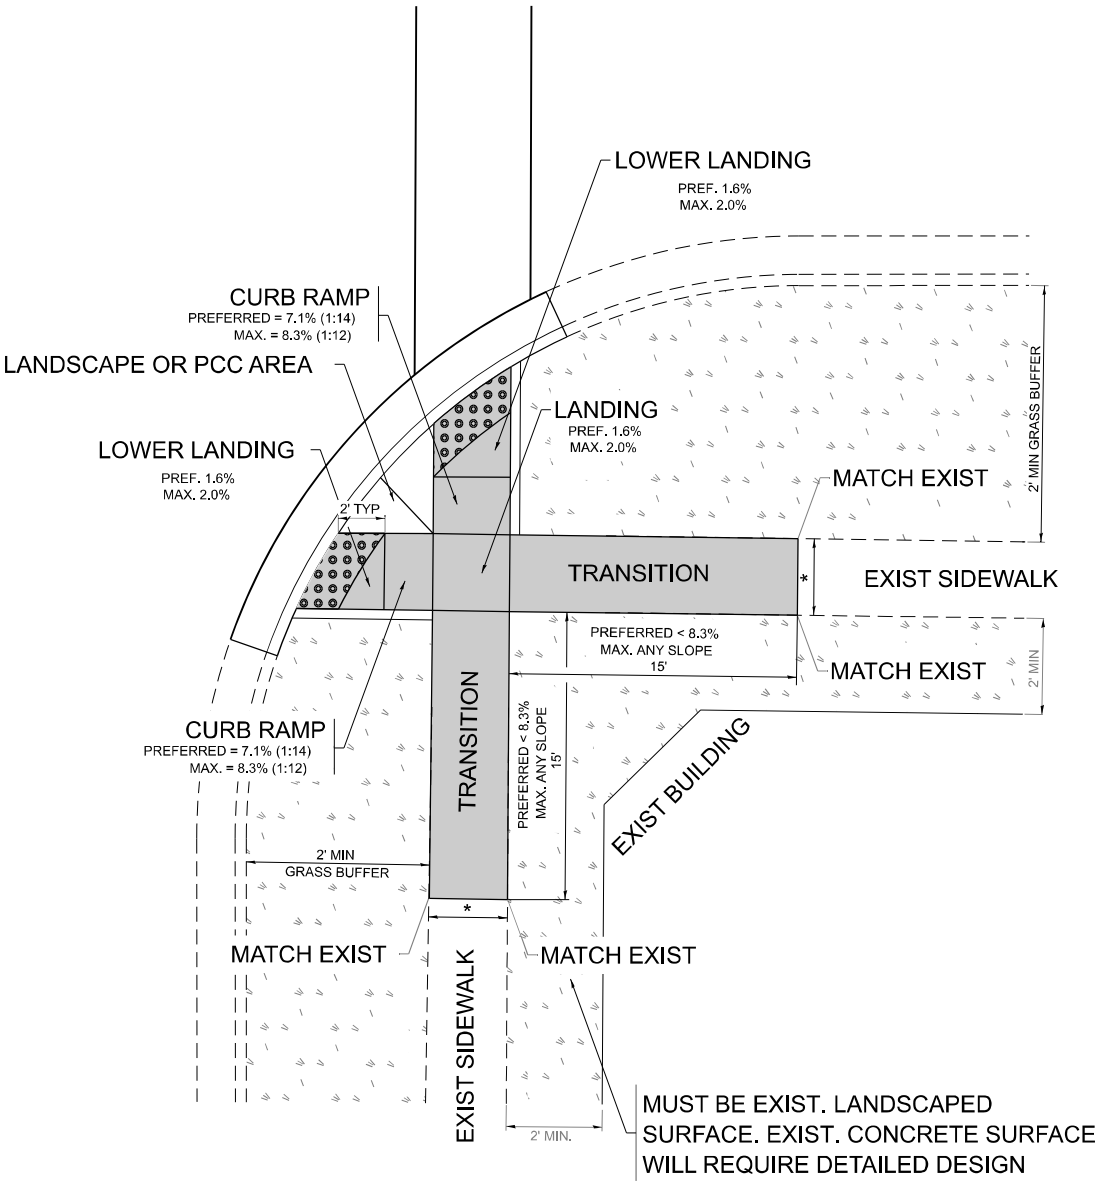 LOWER LANDING
PREF. 1.6%
MAX. 2.0%
CURB RAMP
PREFERRED = 7.1% (1:14)
MAX. = 8.3% (1:12)
LANDSCAPE OR PCC AREA
LANDING
PREF. 1.6%
MAX. 2.0%
LOWER LANDING
PREF. 1.6%
MAX. 2.0%
2' TYP
2' MIN GRASS BUFFER
MATCH EXIST
TRANSITION
*
EXIST SIDEWALK
PREFERRED < 8.3%
MAX. ANY SLOPE
15'
MATCH EXIST
2' MIN
CURB RAMP
PREFERRED = 7.1% (1:14)
MAX. = 8.3% (1:12)
TRANSITION
PREFERRED < 8.3%
MAX. ANY SLOPE
15'
EXIST BUILDING
2' MIN
GRASS BUFFER
*
MATCH EXIST
MATCH EXIST
EXIST SIDEWALK
2' MIN.
MUST BE EXIST. LANDSCAPED
SURFACE. EXIST. CONCRETE SURFACE
WILL REQUIRE DETAILED DESIGN